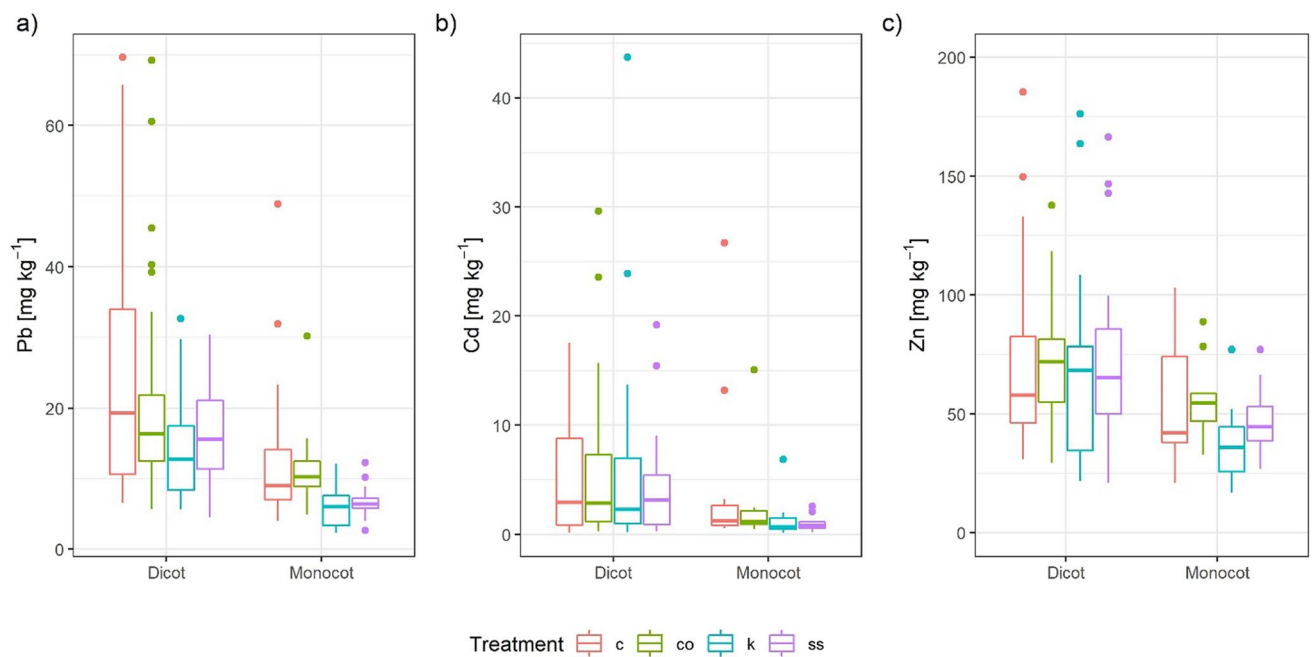 a)
Pb [mg kg⁻¹]
60
40
20
0
Dicot
Monocot
b)
Cd [mg kg⁻¹]
40
30
20
10
0
Dicot
Monocot
c)
Zn [mg kg⁻¹]
200
150
100
50
0
Dicot
Monocot
Treatment c co k ss